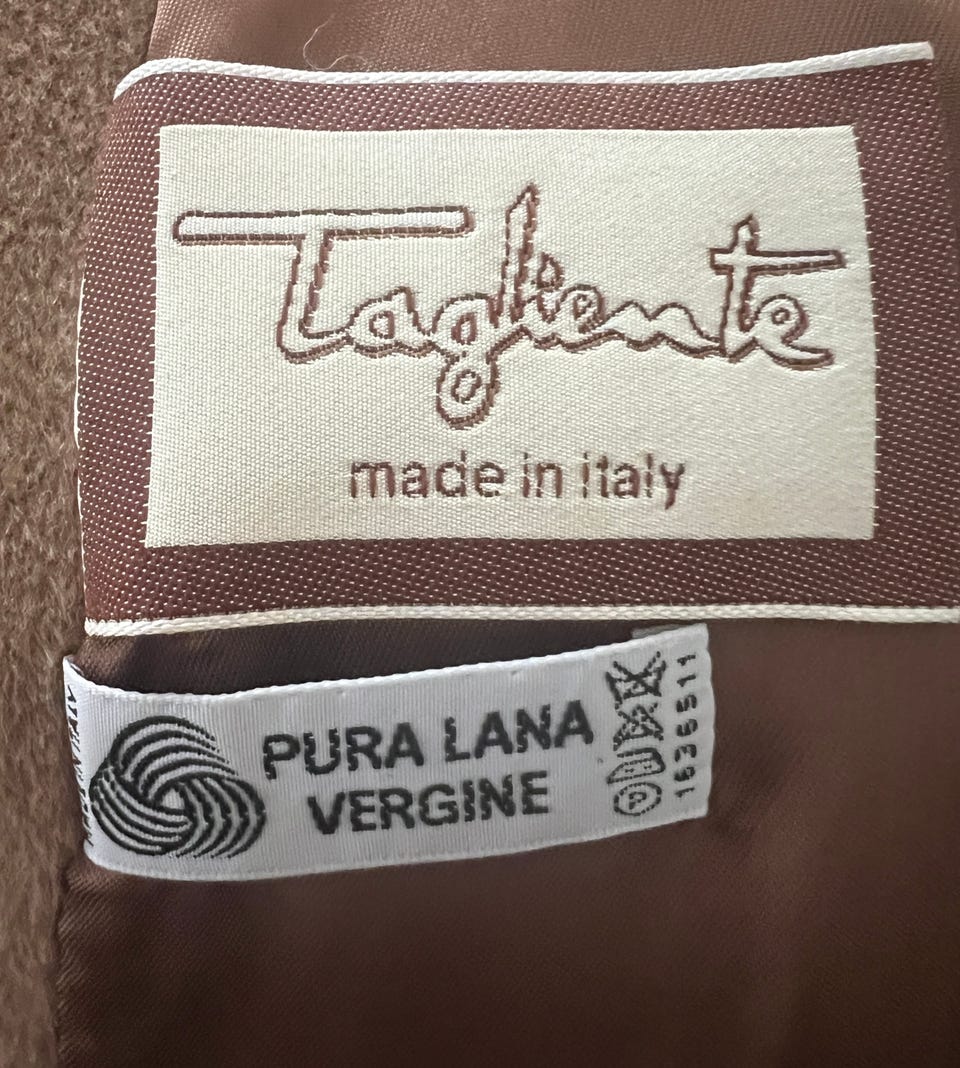 Tagliente
made in italy
PURA LANA
VERGINE
1636511